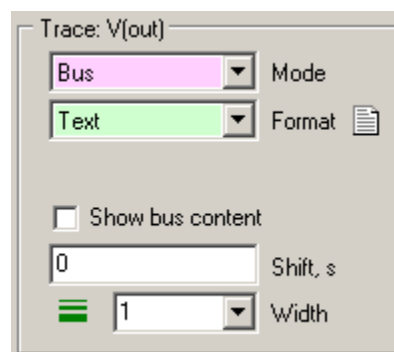 Trace: V(out)
Bus Mode
Text Format
Show bus content
0 Shift, s
1 Width